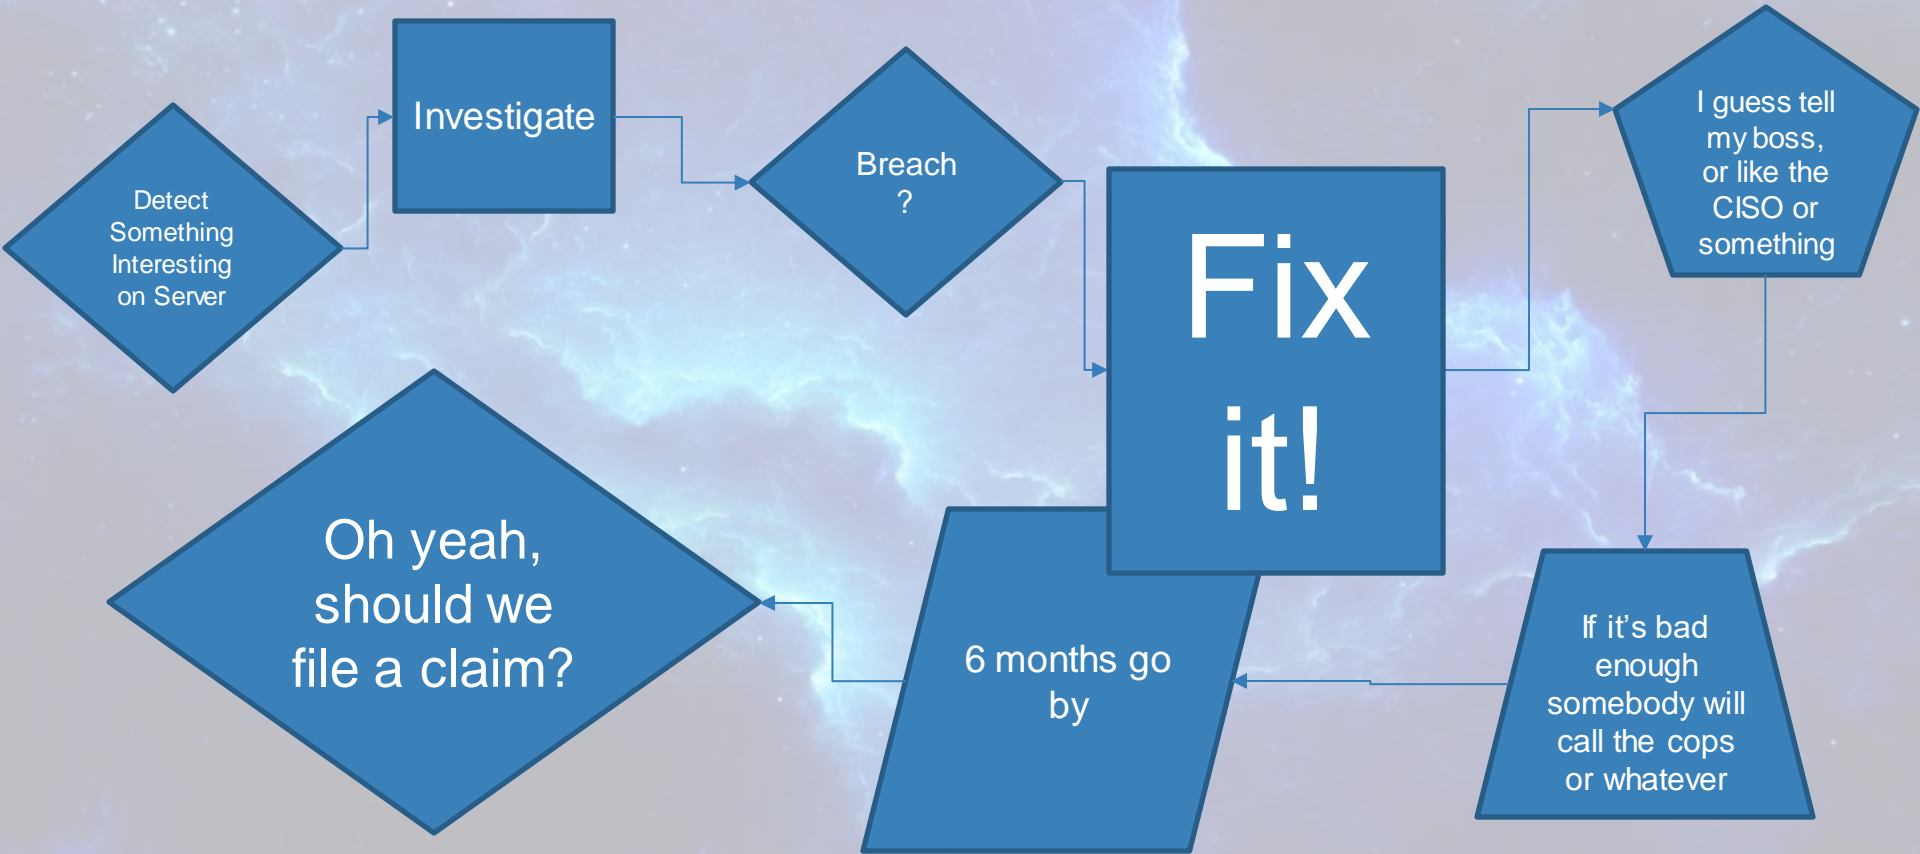 Detect
Something
Interesting
on Server
Investigate
Breach
?
Fix
it!
I guess tell
my boss,
or like the
CISO or
something
If it’s bad
enough
somebody will
call the cops
or whatever
6 months go
by
Oh yeah,
should we
file a claim?